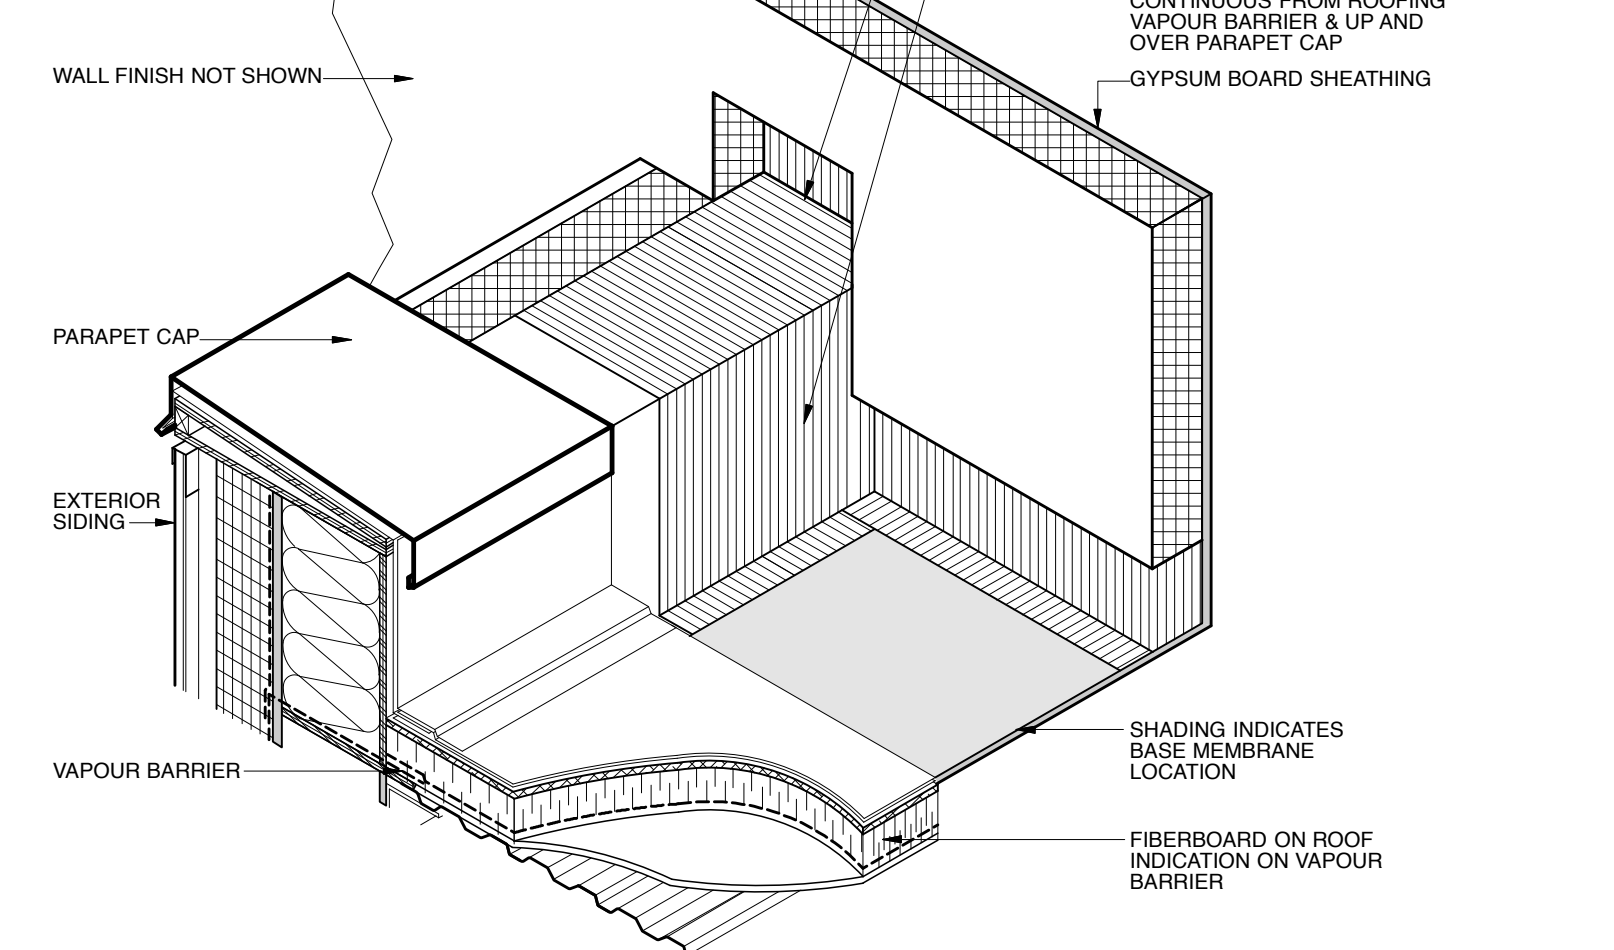 CONTINUOUS FROM ROOFING
VAPOUR BARRIER & UP AND
OVER PARAPET CAP
WALL FINISH NOT SHOWN
GYPSUM BOARD SHEATHING
PARAPET CAP
EXTERIOR
SIDING
SHADING INDICATES
BASE MEMBRANE
LOCATION
VAPOUR BARRIER
FIBERBOARD ON ROOF
INDICATION ON VAPOUR
BARRIER